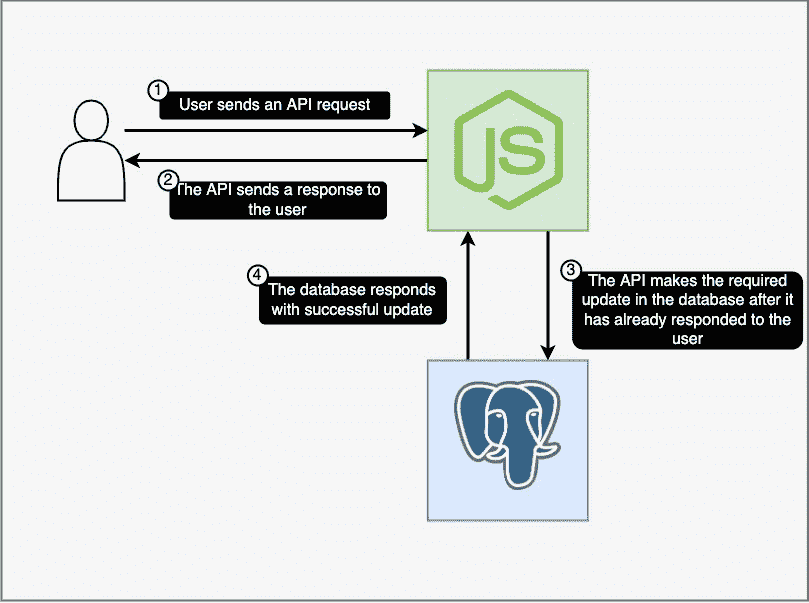 1
User sends an API request
JS
2
The API sends a response to
the user
4
The database responds
with successful update
3
The API makes the required
update in the database after it
has already responded to the
user